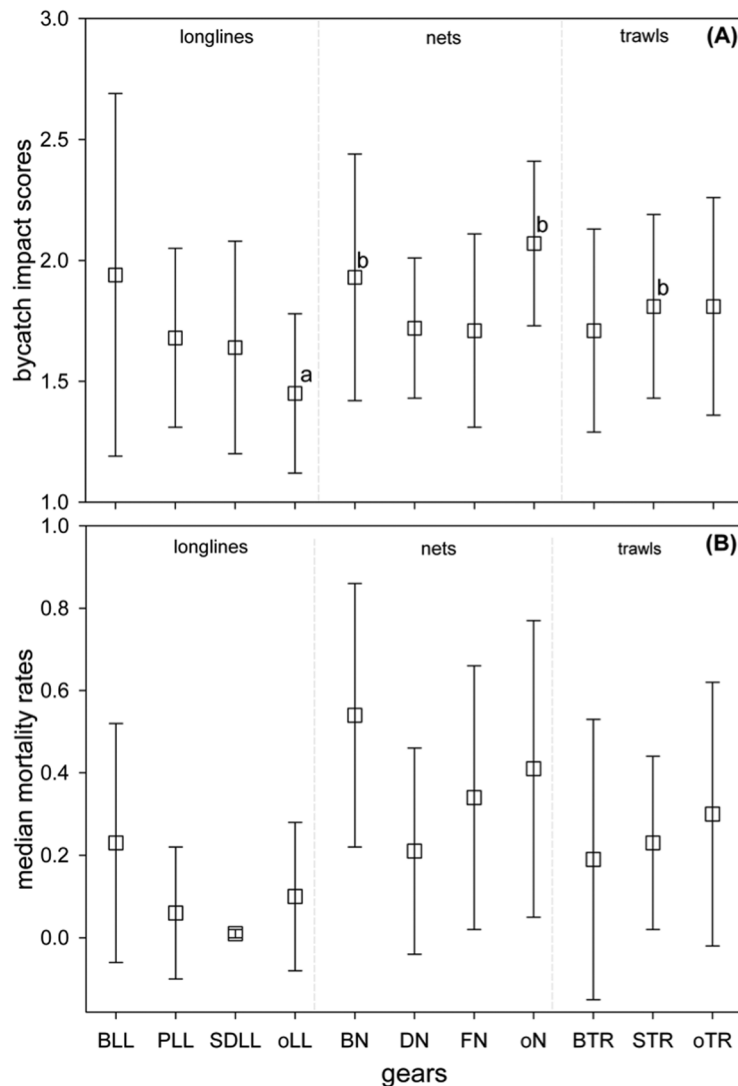 3.0
longlines nets trawls (A)
2.5
2.0
1.5
1.0
bycatch impact scores
a b b b
1.0
longlines nets trawls (B)
0.8
0.6
0.4
0.2
0.0
median mortality rates
BLL PLL SDLL oLL BN DN FN oN BTR STR oTR
gears